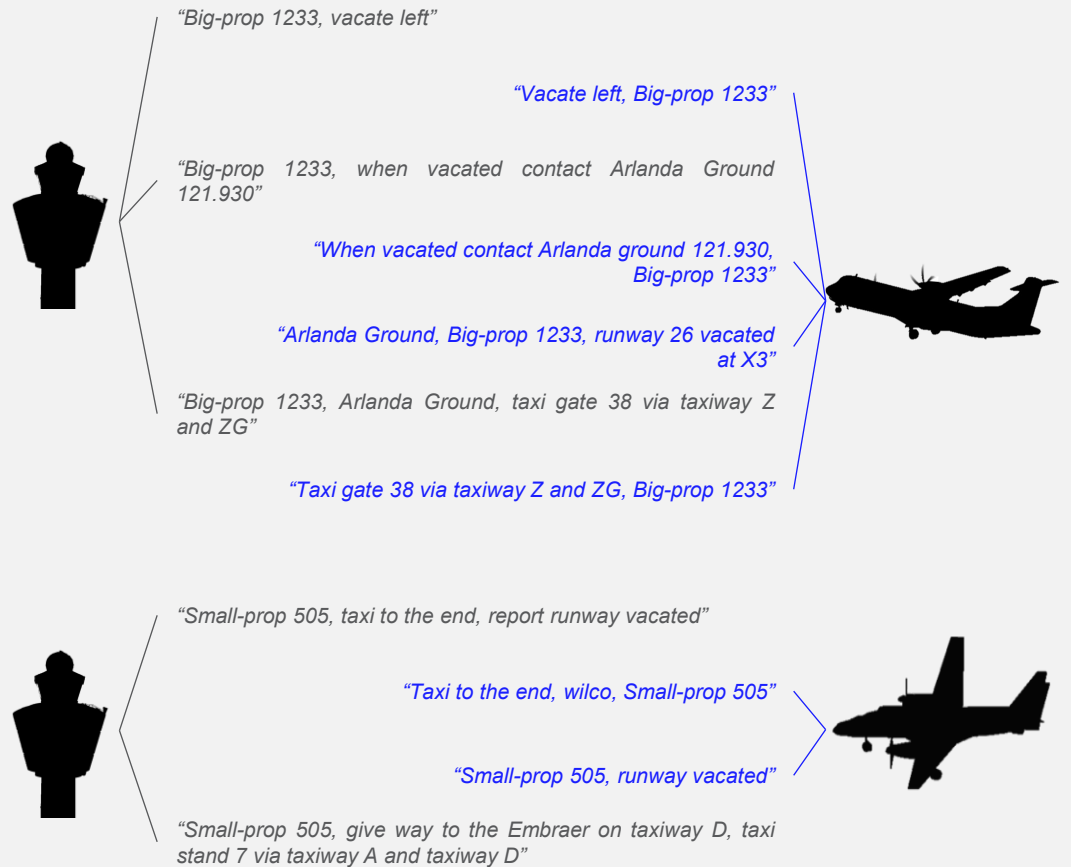 “Big-prop 1233, vacate left”
“Vacate left, Big-prop 1233”
“Big-prop 1233, when vacated contact Arlanda Ground
121.930”
“When vacated contact Arlanda ground 121.930,
Big-prop 1233”
“Arlanda Ground, Big-prop 1233, runway 26 vacated
at X3”
“Big-prop 1233, Arlanda Ground, taxi gate 38 via taxiway Z
and ZG”
“Taxi gate 38 via taxiway Z and ZG, Big-prop 1233”
“Small-prop 505, taxi to the end, report runway vacated”
“Taxi to the end, wilco, Small-prop 505”
“Small-prop 505, runway vacated”
“Small-prop 505, give way to the Embraer on taxiway D, taxi
stand 7 via taxiway A and taxiway D”